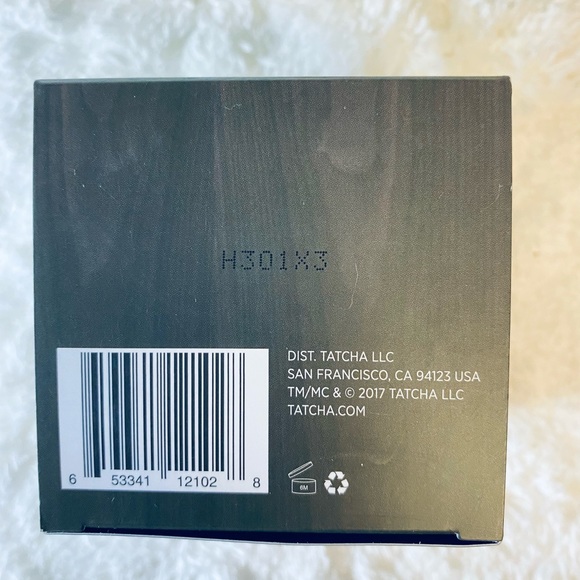 H301X3
DIST. TATCHA LLC
SAN FRANCISCO, CA 94123 USA
TM/MC & © 2017 TATCHA LLC
TATCHA.COM
6 53341 12102 8
6M